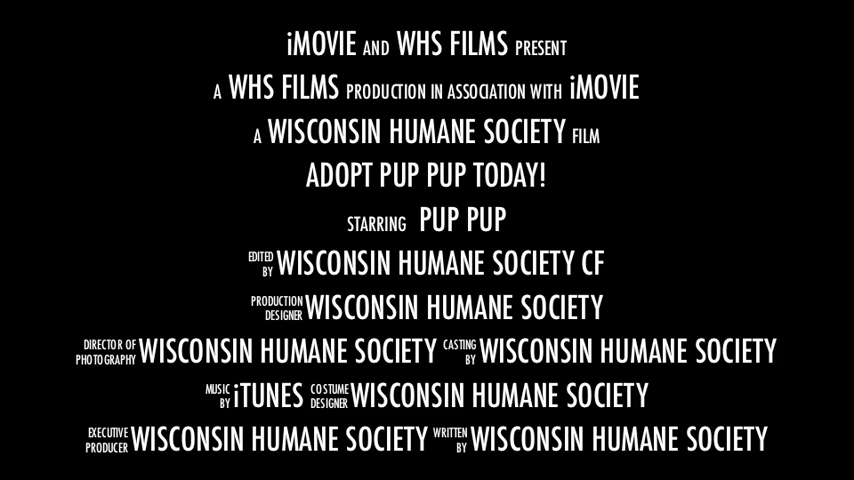 iMOVIE AND WHS FILMS PRESENT
A WHS FILMS PRODUCTION IN ASSOCIATION WITH iMOVIE
A WISCONSIN HUMANE SOCIETY FILM
ADOPT PUP PUP TODAY!
STARRING PUP PUP
EDITED BY WISCONSIN HUMANE SOCIETY CF
PRODUCTION DESIGNER WISCONSIN HUMANE SOCIETY
DIRECTOR OF PHOTOGRAPHY WISCONSIN HUMANE SOCIETY CASTING BY WISCONSIN HUMANE SOCIETY
MUSIC BY iTUNES COSTUME DESIGNER WISCONSIN HUMANE SOCIETY
EXECUTIVE PRODUCER WISCONSIN HUMANE SOCIETY WRITTEN BY WISCONSIN HUMANE SOCIETY